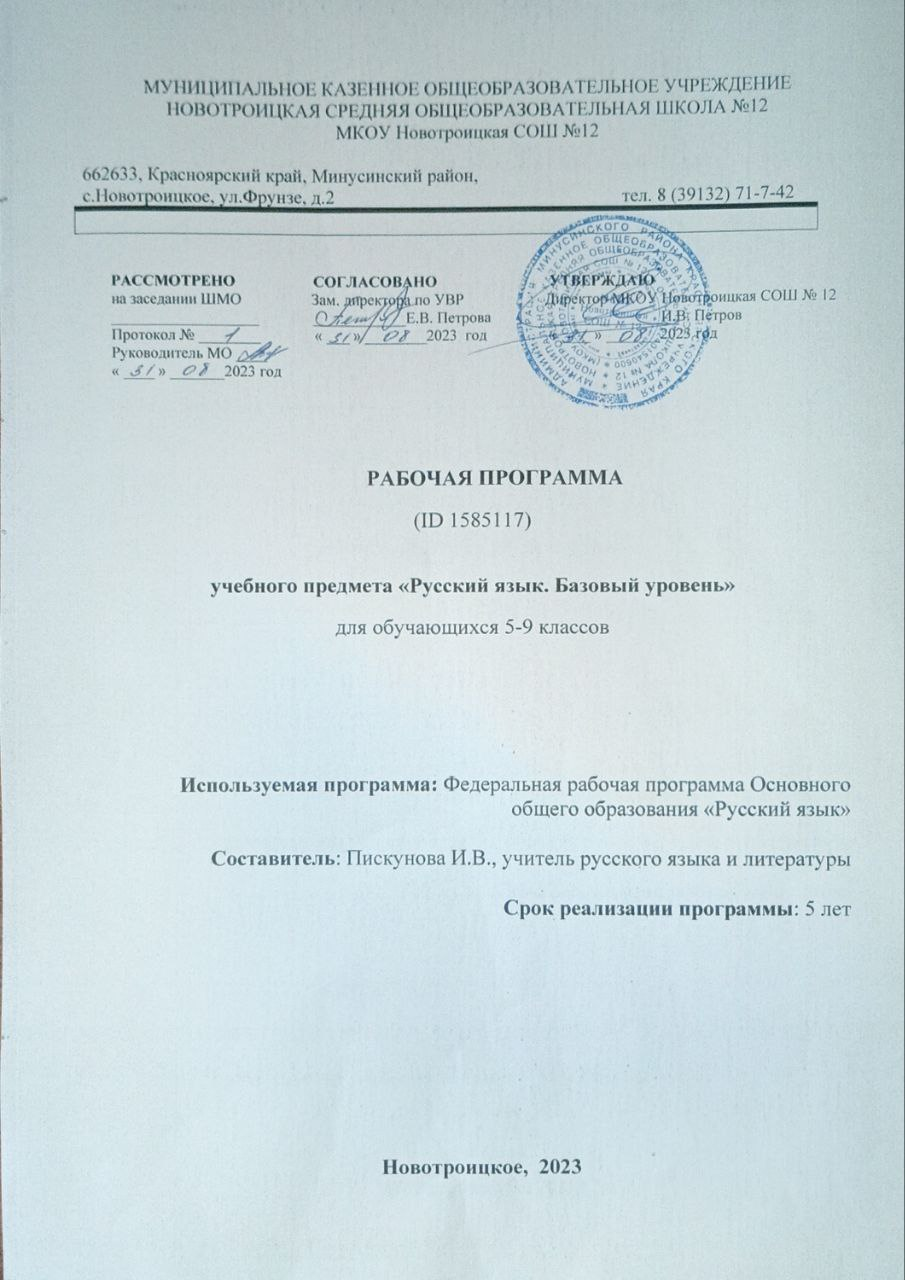 МУНИЦИПАЛЬНОЕ КАЗЕННОЕ ОБЩЕОБРАЗОВАТЕЛЬНОЕ УЧРЕЖДЕНИЕ
НОВОТРОИЦКАЯ СРЕДНЯЯ ОБЩЕОБРАЗОВАТЕЛЬНАЯ ШКОЛА №12
МКОУ Новотроицкая СОШ №12
662633, Красноярский край, Минусинский район,
с.Новотроицкое, ул.Фрунзе, д.2 тел. 8 (39132) 71-7-42
РАССМОТРЕНО
на заседании ШМО
Протокол № 1
Руководитель МО
« 31 » 08 2023 год
СОГЛАСОВАНО
Зам. директора по УВР
Е.В. Петрова
« 31 » 08 2023 год
УТВЕРЖДАЮ
Директор МКОУ Новотроицкая СОШ № 12
И.В. Петров
« 31 » 08 2023 год
РАБОЧАЯ ПРОГРАММА
(ID 1585117)
учебного предмета «Русский язык. Базовый уровень»
для обучающихся 5-9 классов
Используемая программа: Федеральная рабочая программа Основного
общего образования «Русский язык»
Составитель: Пискунова И.В., учитель русского языка и литературы
Срок реализации программы: 5 лет
Новотроицкое, 2023